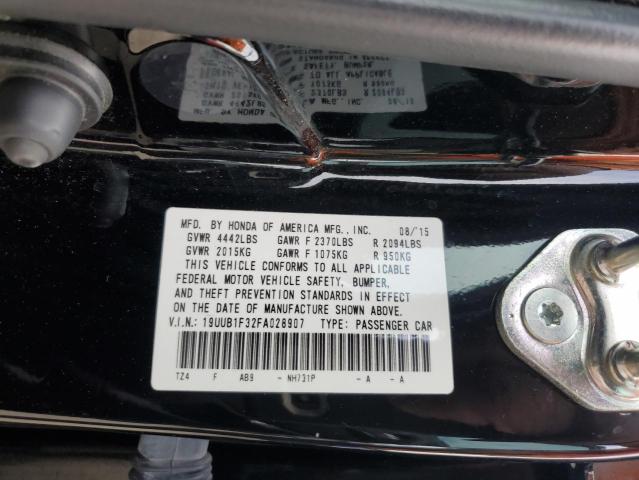 MFD. BY HONDA OF AMERICA MFG., INC. 08/15
GVWR 4442LBS GAWR F 2370LBS R 2094LBS
GVWR 2015KG GAWR F 1075KG R 950KG
THIS VEHICLE CONFORMS TO ALL APPLICABLE
FEDERAL MOTOR VEHICLE SAFETY, BUMPER,
AND THEFT PREVENTION STANDARDS IN EFFECT
ON THE DATE OF MANUFACTURE SHOWN ABOVE.
V.I.N.: 19UUB1F32FA028907 TYPE: PASSENGER CAR
TZ4 F AB9 - NH731P - A - A